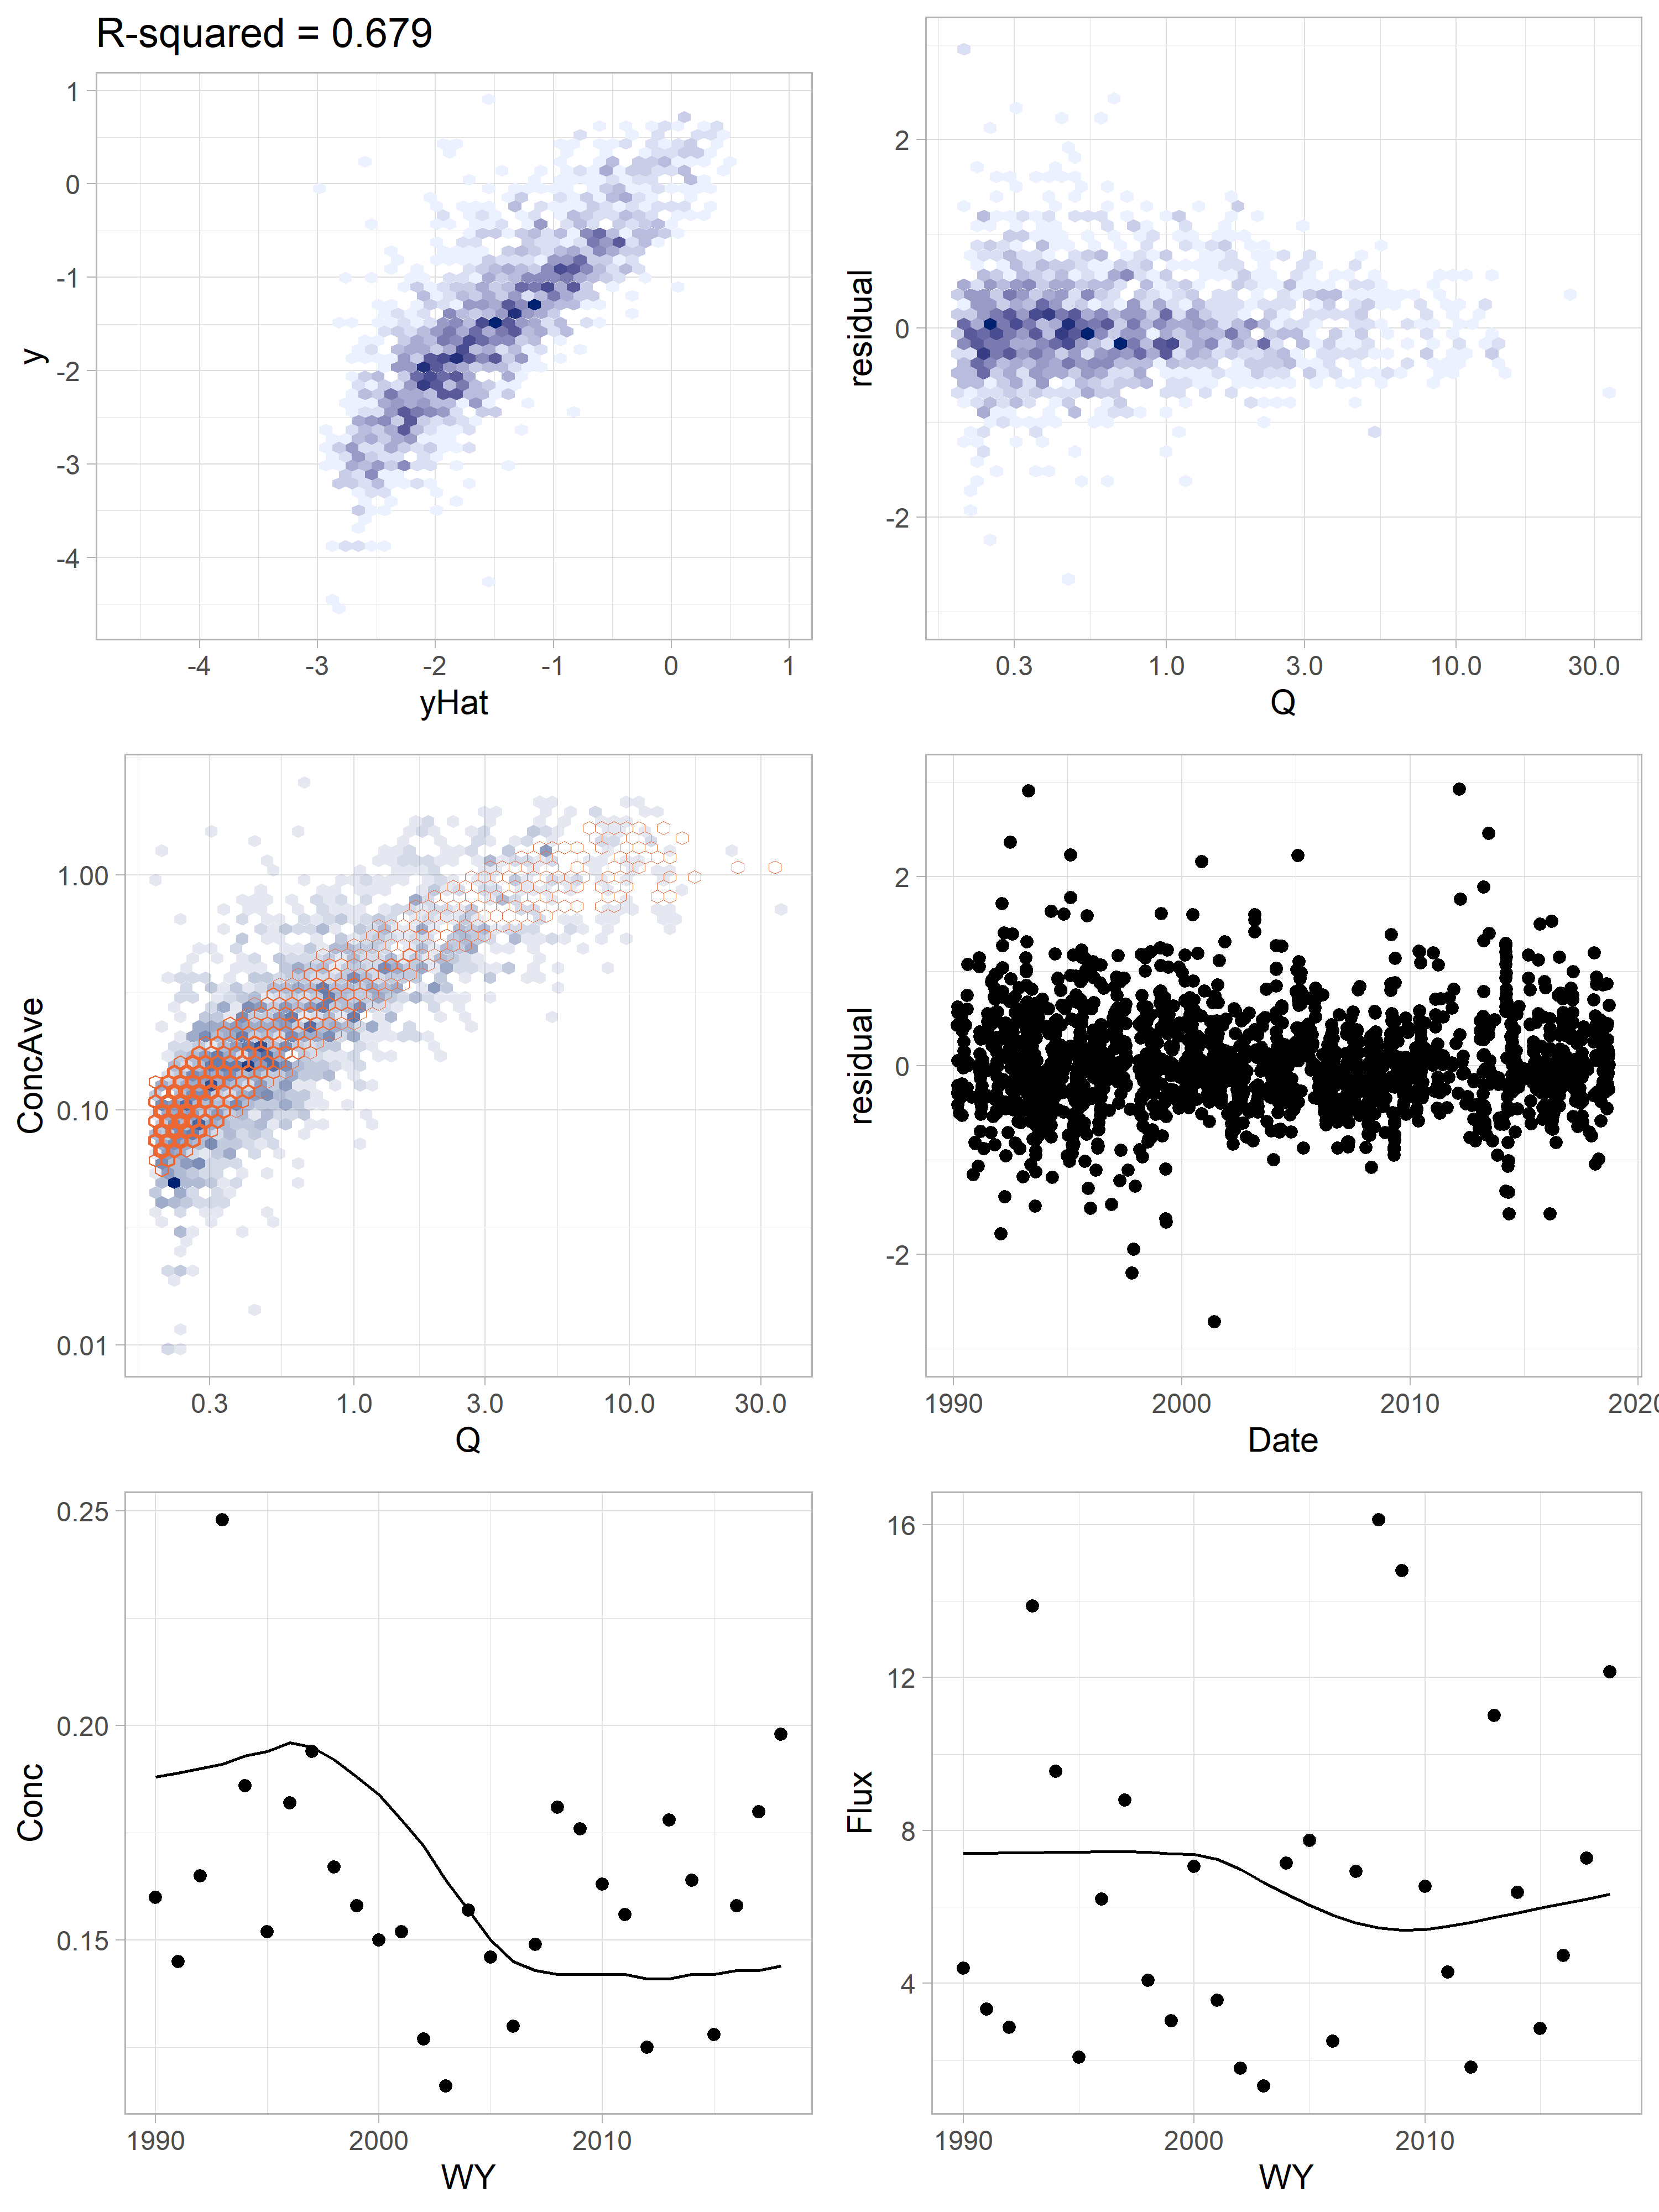 R-squared = 0.679
1
0
-1
-2
-3
-4
y
-4 -3 -2 -1 0 1
yHat
2
0
-2
residual
0.3 1.0 3.0 10.0 30.0
Q
1.00
0.10
0.01
ConcAve
0.3 1.0 3.0 10.0 30.0
Q
2
0
-2
residual
1990 2000 2010 202
Date
0.25
0.20
0.15
Conc
1990 2000 2010
WY
16
12
8
4
Flux
1990 2000 2010
WY